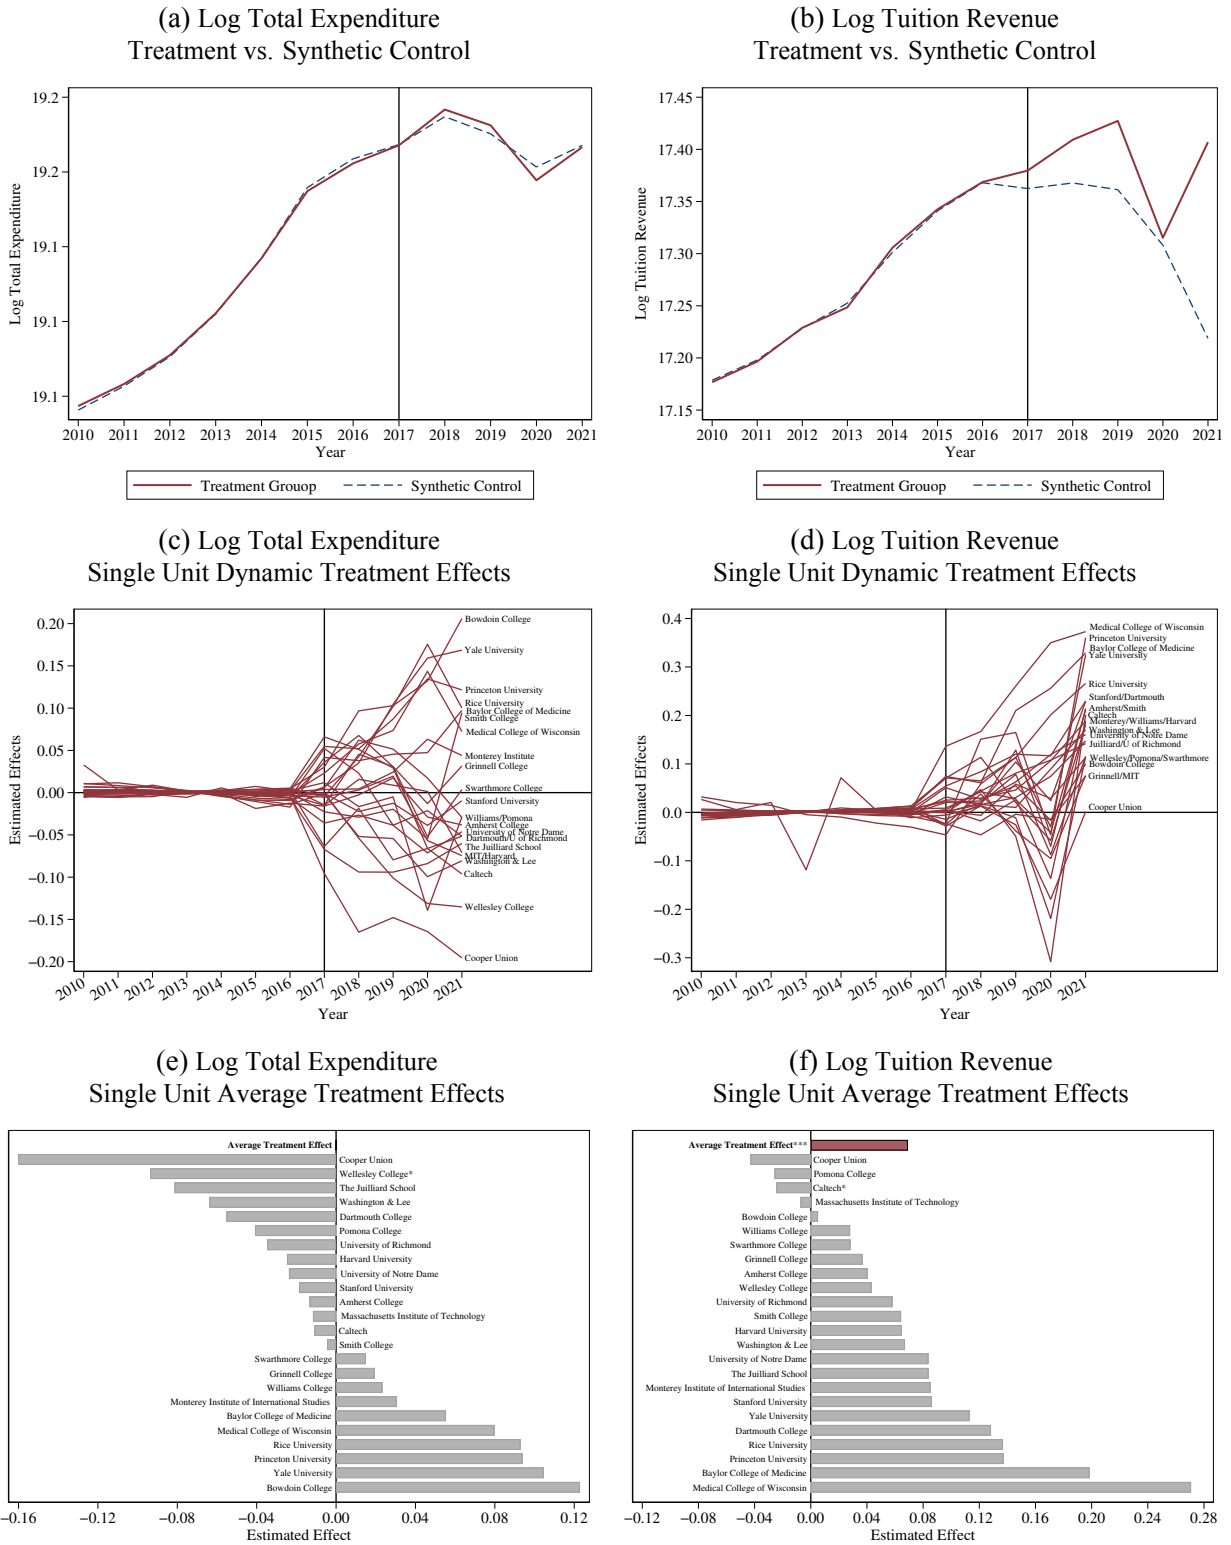 (a) Log Total Expenditure
Treatment vs. Synthetic Control
19.2
19.2
19.1
19.1
19.1
Log Total Expenditure
2010 2011 2012 2013 2014 2015 2016 2017 2018 2019 2020 2021
Year
Treatment Gruop Synthetic Control
(b) Log Tuition Revenue
Treatment vs. Synthetic Control
17.45
17.40
17.35
17.30
17.25
17.20
17.15
Log Tuition Revenue
2010 2011 2012 2013 2014 2015 2016 2017 2018 2019 2020 2021
Year
Treatment Gruop Synthetic Control
(c) Log Total Expenditure
Single Unit Dynamic Treatment Effects
0.20
0.15
0.10
0.05
0.00
−0.05
−0.10
−0.15
−0.20
Estimated Effects
Bowdoin College
Yale University
Princeton University
Rice University
Baylor College of Medicine
Smith College
Medical College of Wisconsin
Monterey Institute
Grinnell College
Swarthmore College
Stanford University
Williams/Pomona
Amherst College
University of Notre Dame
Dartmouth/U of Richmond
The Juilliard School
MIT/Harvard
Washington & Lee
Caltech
Wellesley College
Cooper Union
2010 2011 2012 2013 2014 2015 2016 2017 2018 2019 2020 2021
Year
(d) Log Tuition Revenue
Single Unit Dynamic Treatment Effects
0.4
0.3
0.2
0.1
0.0
−0.1
−0.2
−0.3
Estimated Effects
Medical College of Wisconsin
Princeton University
Baylor College of Medicine
Yale University
Rice University
Stanford/Dartmouth
Amherst/Smith
Caltech
Monterey/Williams/Harvard
Washington & Lee
University of Notre Dame
Juilliard/U of Richmond
Wellesley/Pomona/Swarthmore
Bowdoin College
Grinnell/MIT
Cooper Union
2010 2011 2012 2013 2014 2015 2016 2017 2018 2019 2020 2021
Year
(e) Log Total Expenditure
Single Unit Average Treatment Effects
Average Treatment Effect
Cooper Union
Wellesley College*
The Juilliard School
Washington & Lee
Dartmouth College
Pomona College
University of Richmond
Harvard University
University of Notre Dame
Stanford University
Amherst College
Massachusetts Institute of Technology
Caltech
Smith College
Swarthmore College
Grinnell College
Williams College
Monterey Institute of International Studies
Baylor College of Medicine
Medical College of Wisconsin
Rice University
Princeton University
Yale University
Bowdoin College
−0.16 −0.12 −0.08 −0.04 0.00 0.04 0.08 0.12
Estimated Effect
(f) Log Tuition Revenue
Single Unit Average Treatment Effects
Average Treatment Effect***
Cooper Union
Pomona College
Caltech*
Massachusetts Institute of Technology
Bowdoin College
Williams College
Swarthmore College
Grinnell College
Amherst College
Wellesley College
University of Richmond
Smith College
Harvard University
Washington & Lee
University of Notre Dame
The Juilliard School
Monterey Institute of International Studies
Stanford University
Yale University
Dartmouth College
Rice University
Princeton University
Baylor College of Medicine
Medical College of Wisconsin
−0.12 −0.08 −0.04 0.00 0.04 0.08 0.12 0.16 0.20 0.24 0.28
Estimated Effect